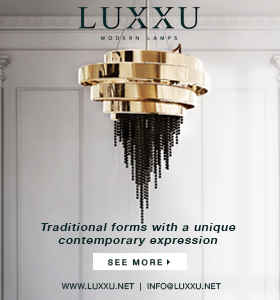 LUXXU
MODERN LAMPS
Traditional forms with a unique
contemporary expression
SEE MORE
WWW.LUXXU.NET | INFO@LUXXU.NET